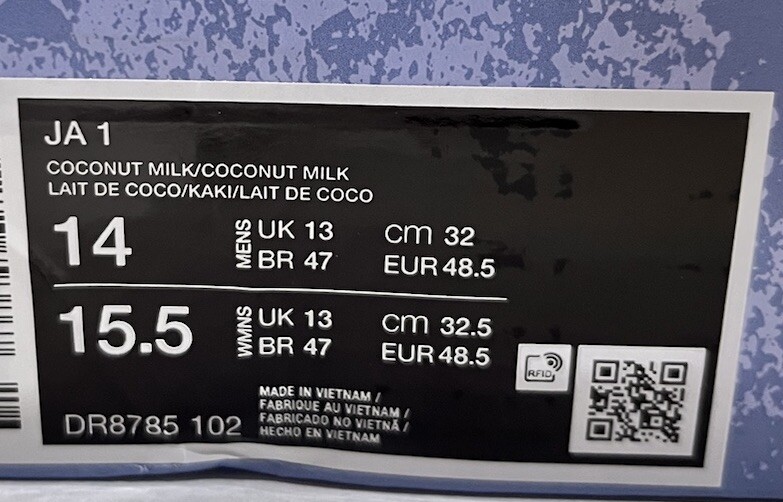 JA 1
COCONUT MILK/COCONUT MILK
LAIT DE COCO/KAKI/LAIT DE COCO
14 MENS UK 13 cm 32
BR 47 EUR 48.5
15.5 WMNS UK 13 cm 32.5
BR 47 EUR 48.5
RFID
DR8785 102
MADE IN VIETNAM /
FABRIQUE AU VIETNAM /
FABRICADO NO VIETNÃ /
HECHO EN VIETNAM